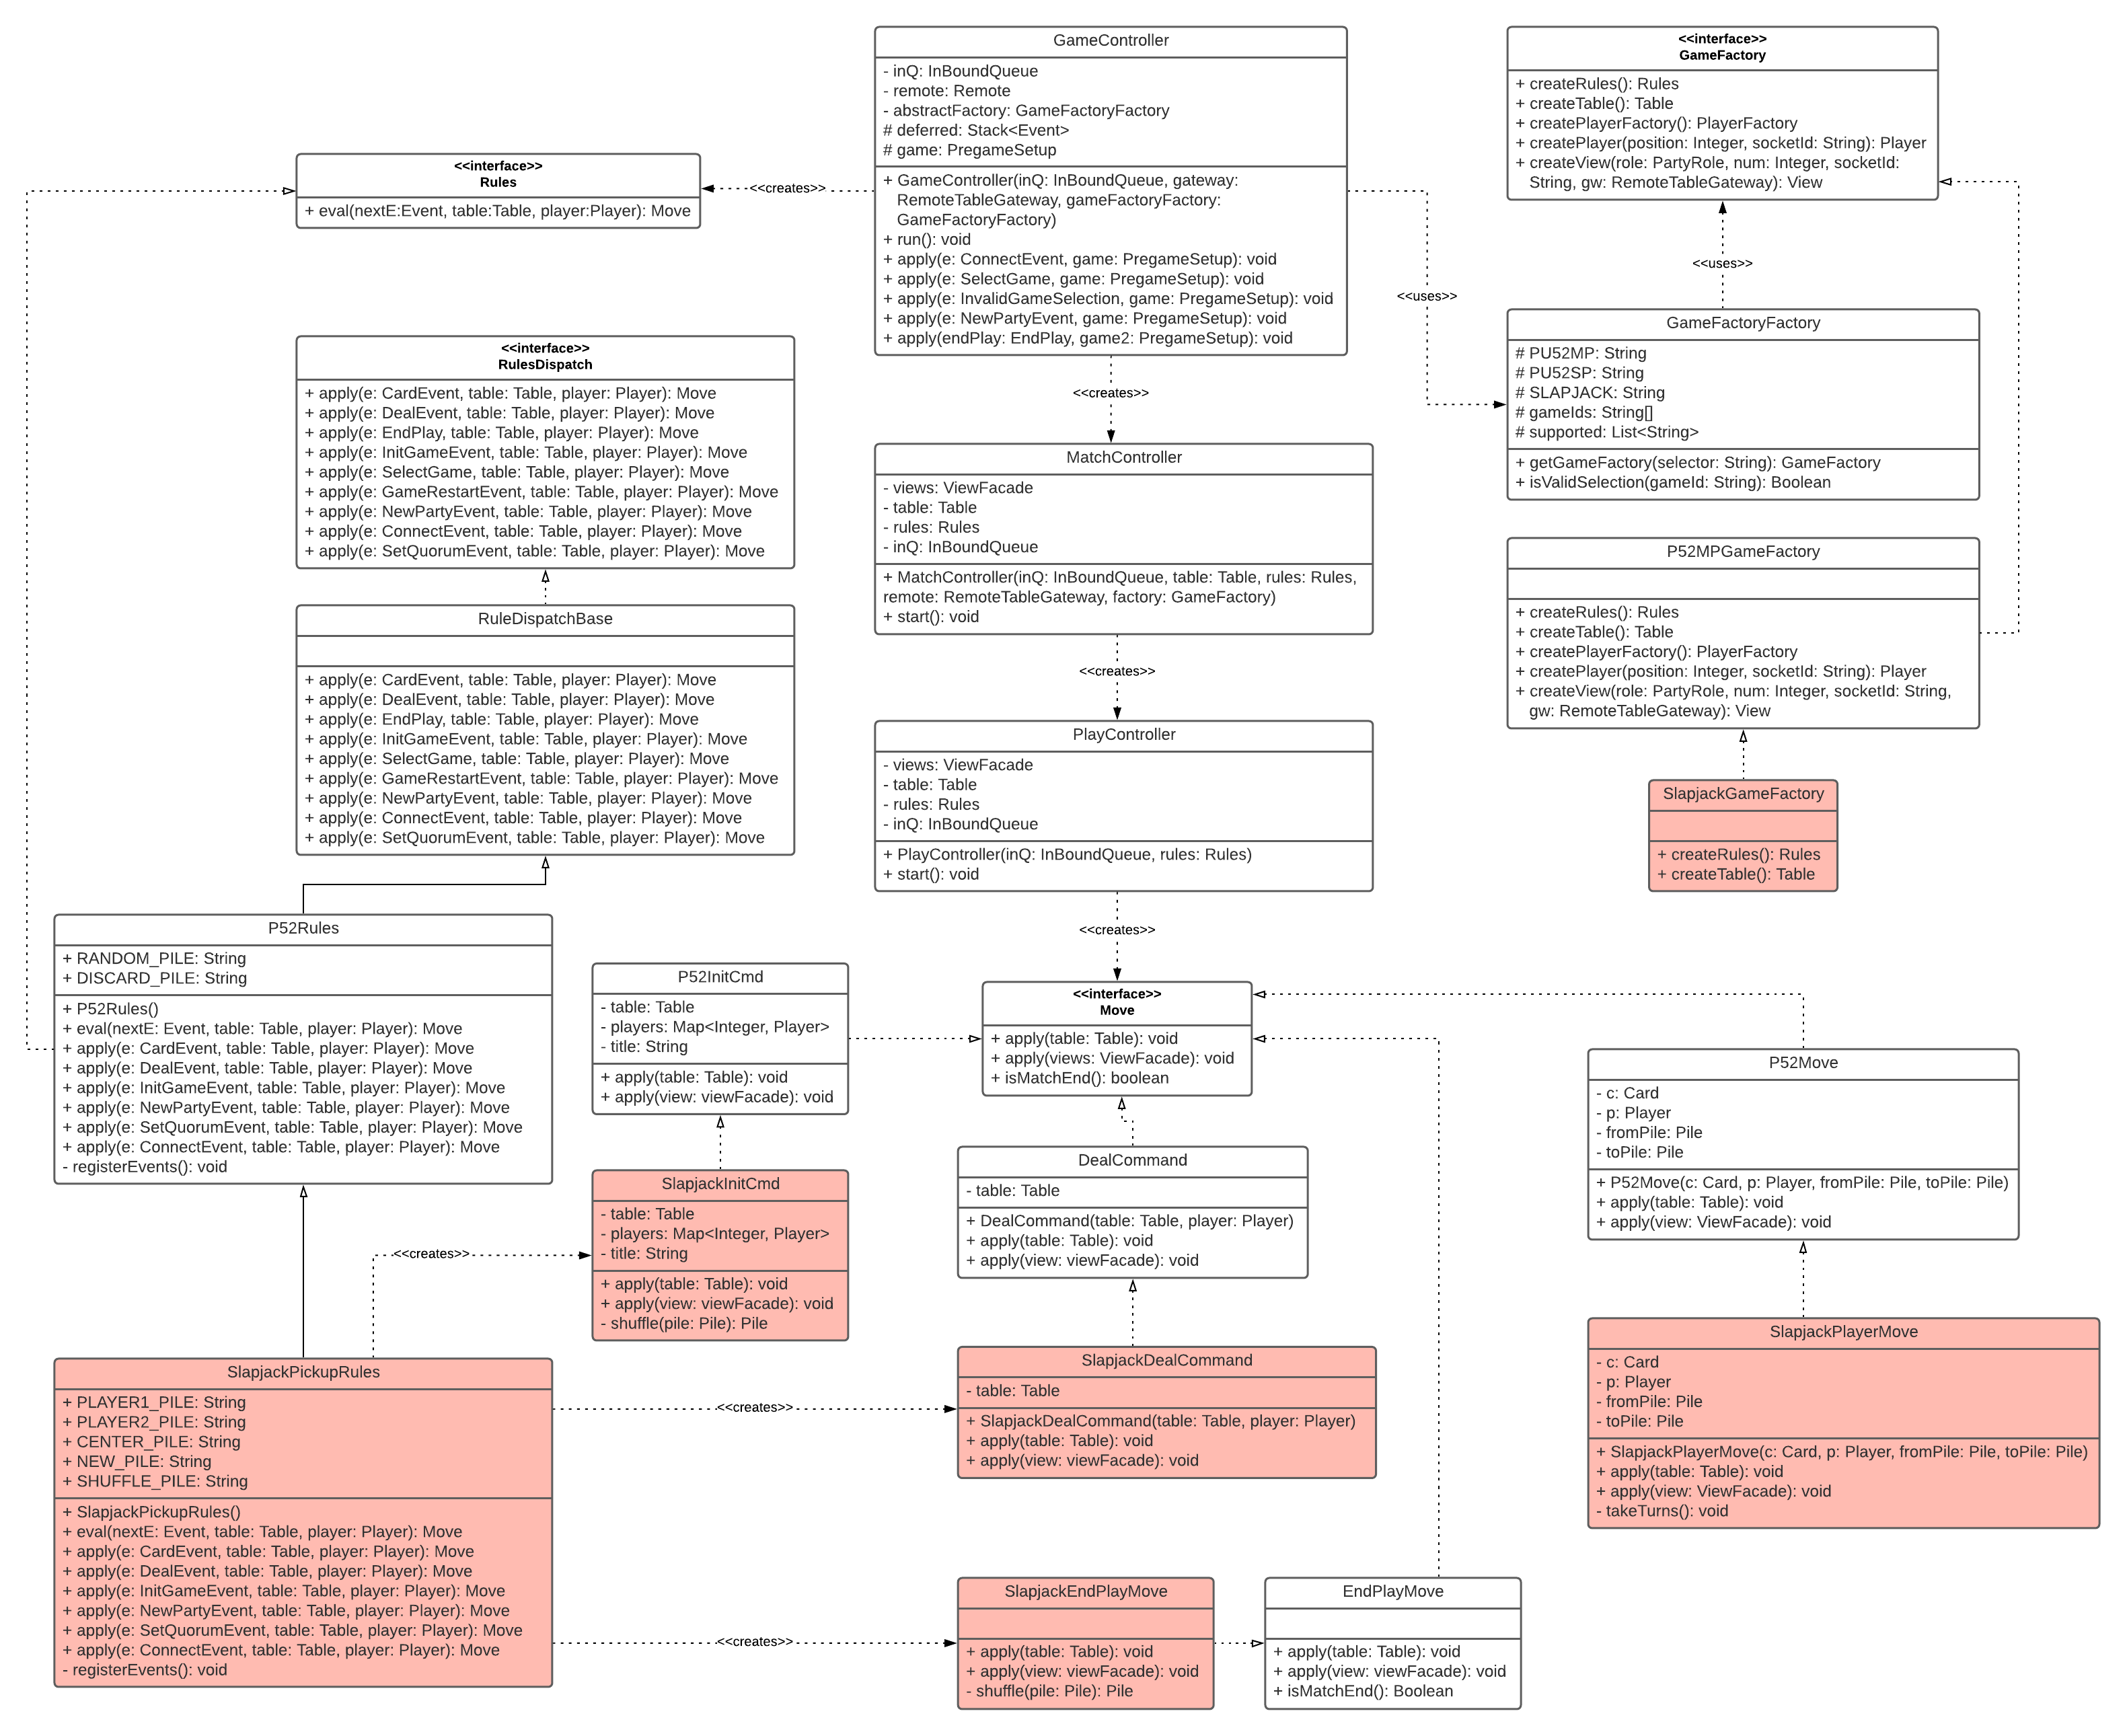 GameController
- inQ: InBoundQueue
- remote: Remote
- abstractFactory: GameFactoryFactory
# deferred: Stack<Event>
# game: PregameSetup
+ GameController(inQ: InBoundQueue, gateway:
RemoteTableGateway, gameFactoryFactory:
GameFactoryFactory)
+ run(): void
+ apply(e: ConnectEvent, game: PregameSetup): void
+ apply(e: SelectGame, game: PregameSetup): void
+ apply(e: InvalidGameSelection, game: PregameSetup): void
+ apply(e: NewPartyEvent, game: PregameSetup): void
+ apply(endPlay: EndPlay, game2: PregameSetup): void
<<interface>>
GameFactory
+ createRules(): Rules
+ createTable(): Table
+ createPlayerFactory(): PlayerFactory
+ createPlayer(position: Integer, socketId: String): Player
+ createView(role: PartyRole, num: Integer, socketId:
String, gw: RemoteTableGateway): View
<<interface>>
Rules
+ eval(nextE:Event, table:Table, player:Player): Move
<<creates>>
<<uses>>
<<uses>>
<<interface>>
RulesDispatch
+ apply(e: CardEvent, table: Table, player: Player): Move
+ apply(e: DealEvent, table: Table, player: Player): Move
+ apply(e: EndPlay, table: Table, player: Player): Move
+ apply(e: InitGameEvent, table: Table, player: Player): Move
+ apply(e: SelectGame, table: Table, player: Player): Move
+ apply(e: GameRestartEvent, table: Table, player: Player): Move
+ apply(e: NewPartyEvent, table: Table, player: Player): Move
+ apply(e: ConnectEvent, table: Table, player: Player): Move
+ apply(e: SetQuorumEvent, table: Table, player: Player): Move
<<creates>>
GameFactoryFactory
# PU52MP: String
# PU52SP: String
# SLAPJACK: String
# gameIds: String[]
# supported: List<String>
+ getGameFactory(selector: String): GameFactory
+ isValidSelection(gameId: String): Boolean
MatchController
- views: ViewFacade
- table: Table
- rules: Rules
- inQ: InBoundQueue
+ MatchController(inQ: InBoundQueue, table: Table, rules: Rules,
remote: RemoteTableGateway, factory: GameFactory)
+ start(): void
P52MPGameFactory
+ createRules(): Rules
+ createTable(): Table
+ createPlayerFactory(): PlayerFactory
+ createPlayer(position: Integer, socketId: String): Player
+ createView(role: PartyRole, num: Integer, socketId: String,
gw: RemoteTableGateway): View
RuleDispatchBase
+ apply(e: CardEvent, table: Table, player: Player): Move
+ apply(e: DealEvent, table: Table, player: Player): Move
+ apply(e: EndPlay, table: Table, player: Player): Move
+ apply(e: InitGameEvent, table: Table, player: Player): Move
+ apply(e: SelectGame, table: Table, player: Player): Move
+ apply(e: GameRestartEvent, table: Table, player: Player): Move
+ apply(e: NewPartyEvent, table: Table, player: Player): Move
+ apply(e: ConnectEvent, table: Table, player: Player): Move
+ apply(e: SetQuorumEvent, table: Table, player: Player): Move
<<creates>>
PlayController
- views: ViewFacade
- table: Table
- rules: Rules
- inQ: InBoundQueue
+ PlayController(inQ: InBoundQueue, rules: Rules)
+ start(): void
SlapjackGameFactory
+ createRules(): Rules
+ createTable(): Table
<<creates>>
P52Rules
+ RANDOM_PILE: String
+ DISCARD_PILE: String
+ P52Rules()
+ eval(nextE: Event, table: Table, player: Player): Move
+ apply(e: CardEvent, table: Table, player: Player): Move
+ apply(e: DealEvent, table: Table, player: Player): Move
+ apply(e: InitGameEvent, table: Table, player: Player): Move
+ apply(e: NewPartyEvent, table: Table, player: Player): Move
+ apply(e: SetQuorumEvent, table: Table, player: Player): Move
+ apply(e: ConnectEvent, table: Table, player: Player): Move
- registerEvents(): void
P52InitCmd
- table: Table
- players: Map<Integer, Player>
- title: String
+ apply(table: Table): void
+ apply(view: viewFacade): void
<<interface>>
Move
+ apply(table: Table): void
+ apply(views: ViewFacade): void
+ isMatchEnd(): boolean
P52Move
- c: Card
- p: Player
- fromPile: Pile
- toPile: Pile
+ P52Move(c: Card, p: Player, fromPile: Pile, toPile: Pile)
+ apply(table: Table): void
+ apply(view: ViewFacade): void
DealCommand
- table: Table
+ DealCommand(table: Table, player: Player)
+ apply(table: Table): void
+ apply(view: viewFacade): void
SlapjackInitCmd
- table: Table
- players: Map<Integer, Player>
- title: String
+ apply(table: Table): void
+ apply(view: viewFacade): void
- shuffle(pile: Pile): Pile
<<creates>>
SlapjackPlayerMove
- c: Card
- p: Player
- fromPile: Pile
- toPile: Pile
+ SlapjackPlayerMove(c: Card, p: Player, fromPile: Pile, toPile: Pile)
+ apply(table: Table): void
+ apply(view: ViewFacade): void
- takeTurns(): void
SlapjackDealCommand
- table: Table
+ SlapjackDealCommand(table: Table, player: Player)
+ apply(table: Table): void
+ apply(view: viewFacade): void
<<creates>>
SlapjackPickupRules
+ PLAYER1_PILE: String
+ PLAYER2_PILE: String
+ CENTER_PILE: String
+ NEW_PILE: String
+ SHUFFLE_PILE: String
+ SlapjackPickupRules()
+ eval(nextE: Event, table: Table, player: Player): Move
+ apply(e: CardEvent, table: Table, player: Player): Move
+ apply(e: DealEvent, table: Table, player: Player): Move
+ apply(e: InitGameEvent, table: Table, player: Player): Move
+ apply(e: NewPartyEvent, table: Table, player: Player): Move
+ apply(e: SetQuorumEvent, table: Table, player: Player): Move
+ apply(e: ConnectEvent, table: Table, player: Player): Move
- registerEvents(): void
<<creates>>
SlapjackEndPlayMove
+ apply(table: Table): void
+ apply(view: viewFacade): void
- shuffle(pile: Pile): Pile
EndPlayMove
+ apply(table: Table): void
+ apply(view: viewFacade): void
+ isMatchEnd(): Boolean